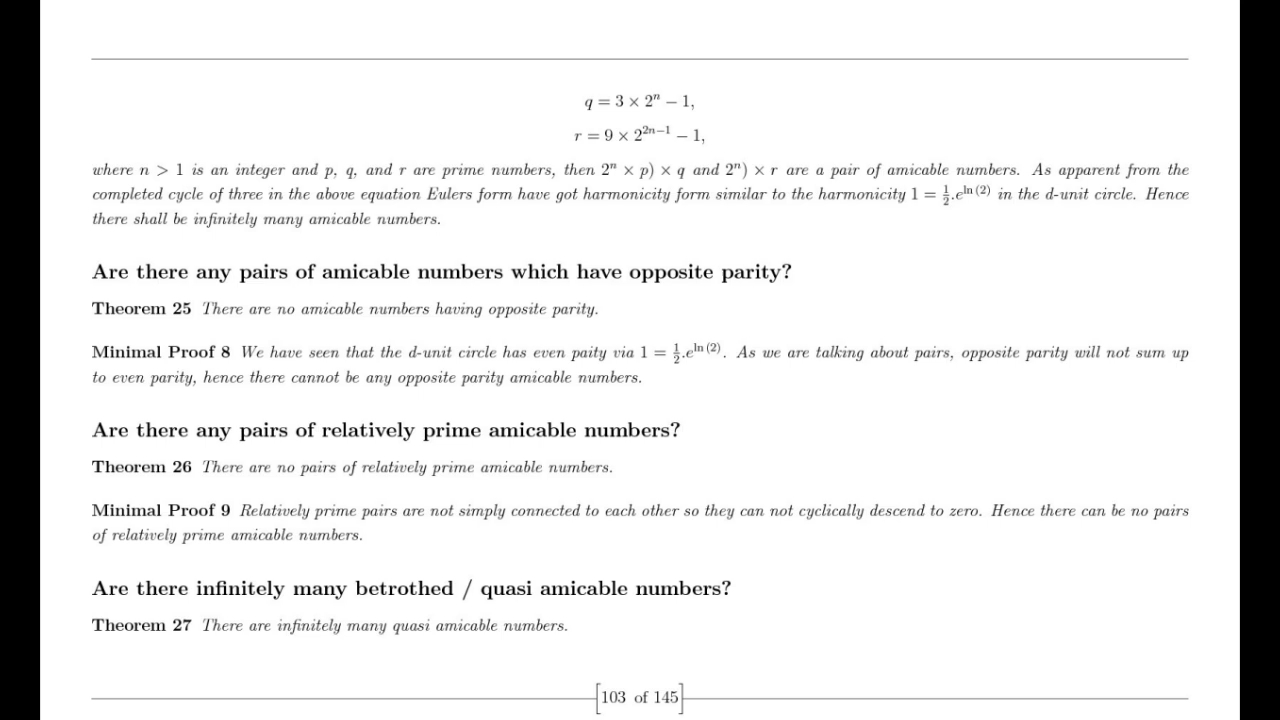 q = 3 × 2ⁿ − 1,
r = 9 × 2²ⁿ⁻¹ − 1,
where n > 1 is an integer and p, q, and r are prime numbers, then 2ⁿ × p) × q and 2ⁿ) × r are a pair of amicable numbers. As apparent from the
completed cycle of three in the above equation Eulers form have got harmonicity form similar to the harmonicity 1 = ½.e^ln (2) in the d-unit circle. Hence
there shall be infinitely many amicable numbers.
Are there any pairs of amicable numbers which have opposite parity?
Theorem 25 There are no amicable numbers having opposite parity.
Minimal Proof 8 We have seen that the d-unit circle has even paity via 1 = ½.e^ln (2). As we are talking about pairs, opposite parity will not sum up
to even parity, hence there cannot be any opposite parity amicable numbers.
Are there any pairs of relatively prime amicable numbers?
Theorem 26 There are no pairs of relatively prime amicable numbers.
Minimal Proof 9 Relatively prime pairs are not simply connected to each other so they can not cyclically descend to zero. Hence there can be no pairs
of relatively prime amicable numbers.
Are there infinitely many betrothed / quasi amicable numbers?
Theorem 27 There are infinitely many quasi amicable numbers.
[103 of 145]